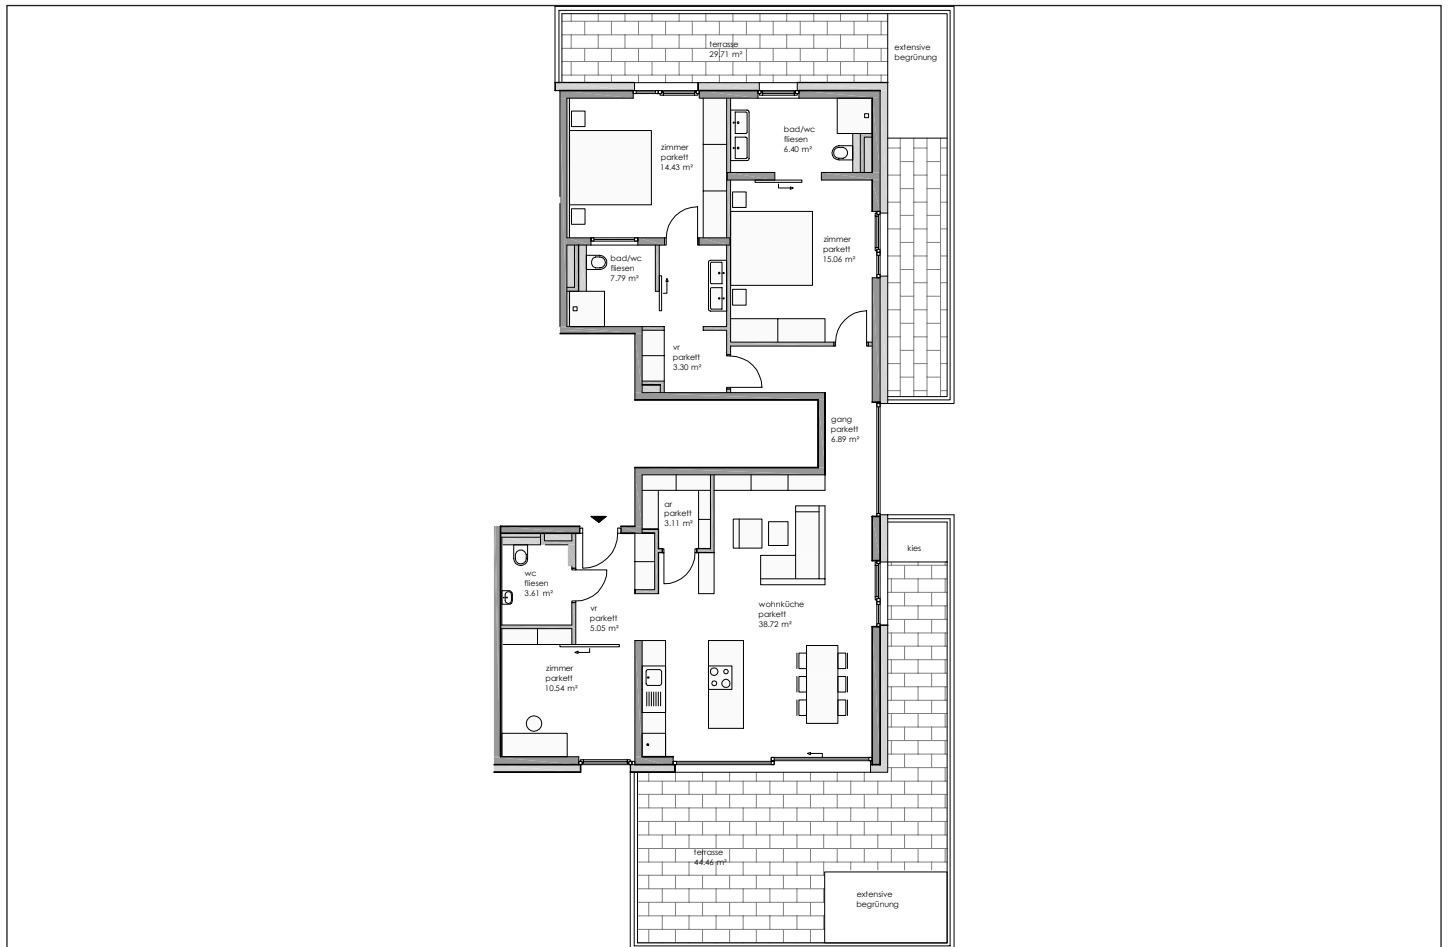 terrasse
29.71 m²
extensive
begrünung
zimmer
parkett
14.43 m²
bad/wc
fliesen
6.40 m²
zimmer
parkett
15.06 m²
bad/wc
fliesen
7.79 m²
vr
parkett
3.30 m²
gang
parkett
6.89 m²
ar
parkett
3.11 m²
kies
wc
fliesen
3.61 m²
vr
parkett
5.05 m²
wohnküche
parkett
38.72 m²
zimmer
parkett
10.54 m²
terrasse
44.46 m²
extensive
begrünung